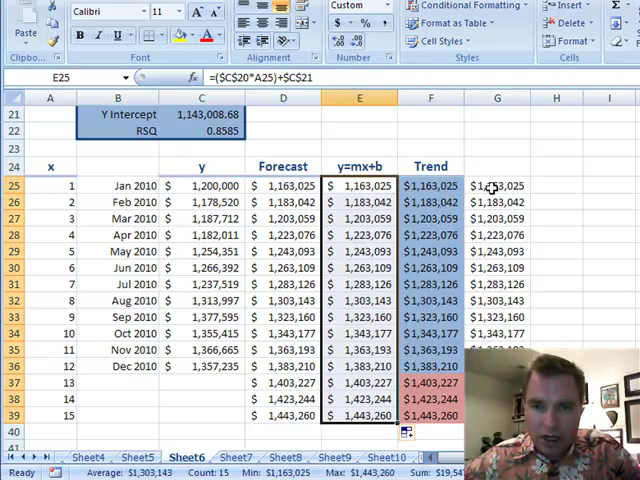 Calibri 11 A A
Conditional Formatting
Insert
Paste
$ % ,
Format as Table
Delete
B I U
Cell Styles
Format
Clipboard Font Alignment Number Styles Cells
E25 fx =($C$20*A25)+$C$21
A B C D E F G H I
21 Y Intercept 1,143,008.68
22 RSQ 0.8585
23
24 x y Forecast y=mx+b Trend
25 1 Jan 2010 $ 1,200,000 $ 1,163,025 $ 1,163,025 $1,163,025 $1,163,025
26 2 Feb 2010 $ 1,178,520 $ 1,183,042 $ 1,183,042 $1,183,042 $1,183,042
27 3 Mar 2010 $ 1,187,712 $ 1,203,059 $ 1,203,059 $1,203,059 $1,203,059
28 4 Apr 2010 $ 1,182,011 $ 1,223,076 $ 1,223,076 $1,223,076 $1,223,076
29 5 May 2010 $ 1,254,351 $ 1,243,093 $ 1,243,093 $1,243,093 $1,243,093
30 6 Jun 2010 $ 1,266,392 $ 1,263,109 $ 1,263,109 $1,263,109 $1,263,109
31 7 Jul 2010 $ 1,237,519 $ 1,283,126 $ 1,283,126 $1,283,126 $1,283,126
32 8 Aug 2010 $ 1,313,997 $ 1,303,143 $ 1,303,143 $1,303,143 $1,303,143
33 9 Sep 2010 $ 1,377,595 $ 1,323,160 $ 1,323,160 $1,323,160 $1,323,160
34 10 Oct 2010 $ 1,355,415 $ 1,343,177 $ 1,343,177 $1,343,177 $1,343,177
35 11 Nov 2010 $ 1,366,665 $ 1,363,193 $ 1,363,193 $1,363,193
36 12 Dec 2010 $ 1,357,235 $ 1,383,210 $ 1,383,210 $1,383,210
37 13 $ 1,403,227 $ 1,403,227 $1,403,227
38 14 $ 1,423,244 $ 1,423,244 $1,423,244
39 15 $ 1,443,260 $ 1,443,260 $1,443,260
40
41
Sheet4 Sheet5 Sheet6 Sheet7 Sheet8 Sheet9 Sheet10
Ready Average: $1,303,143 Count: 15 Min: $1,163,025 Max: $1,443,260 Sum: $19,54